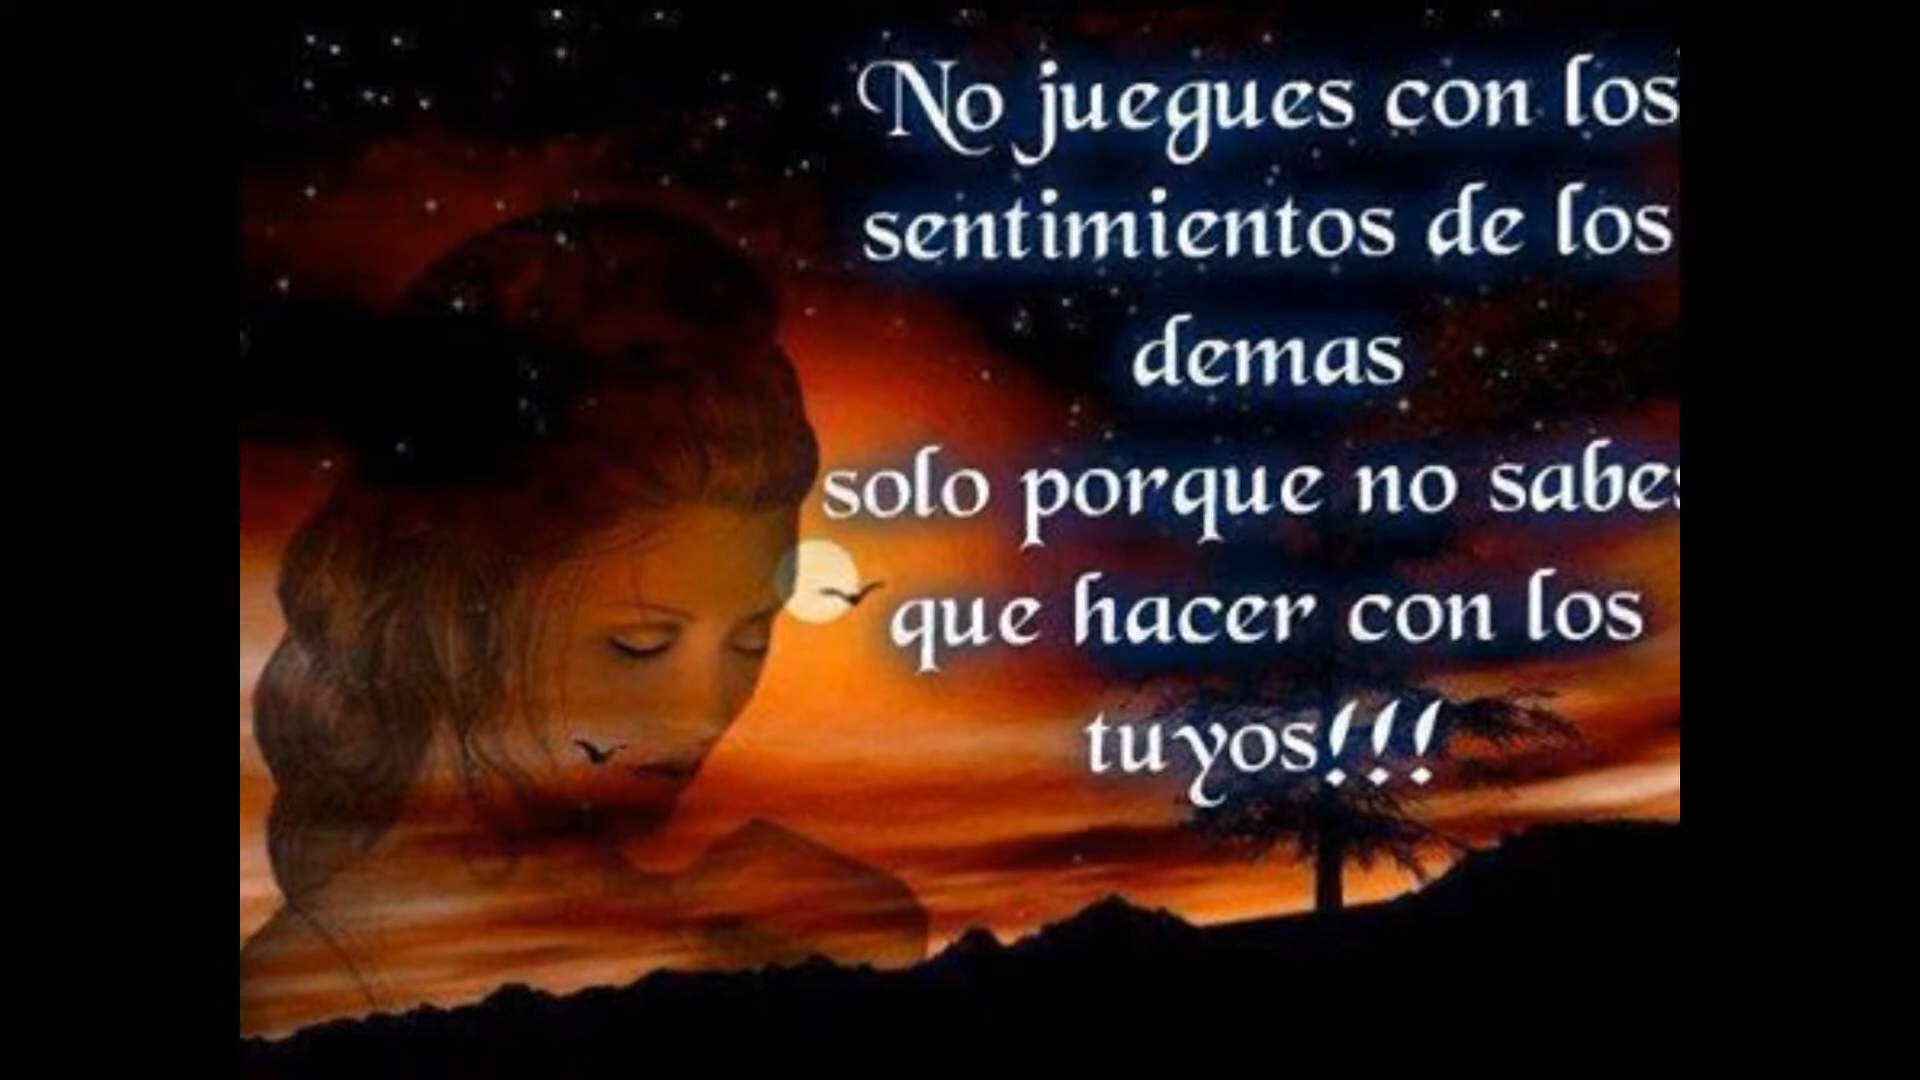 No juegues con los
sentimientos de los
demas
solo porque no sabes
que hacer con los
tuyos!!!